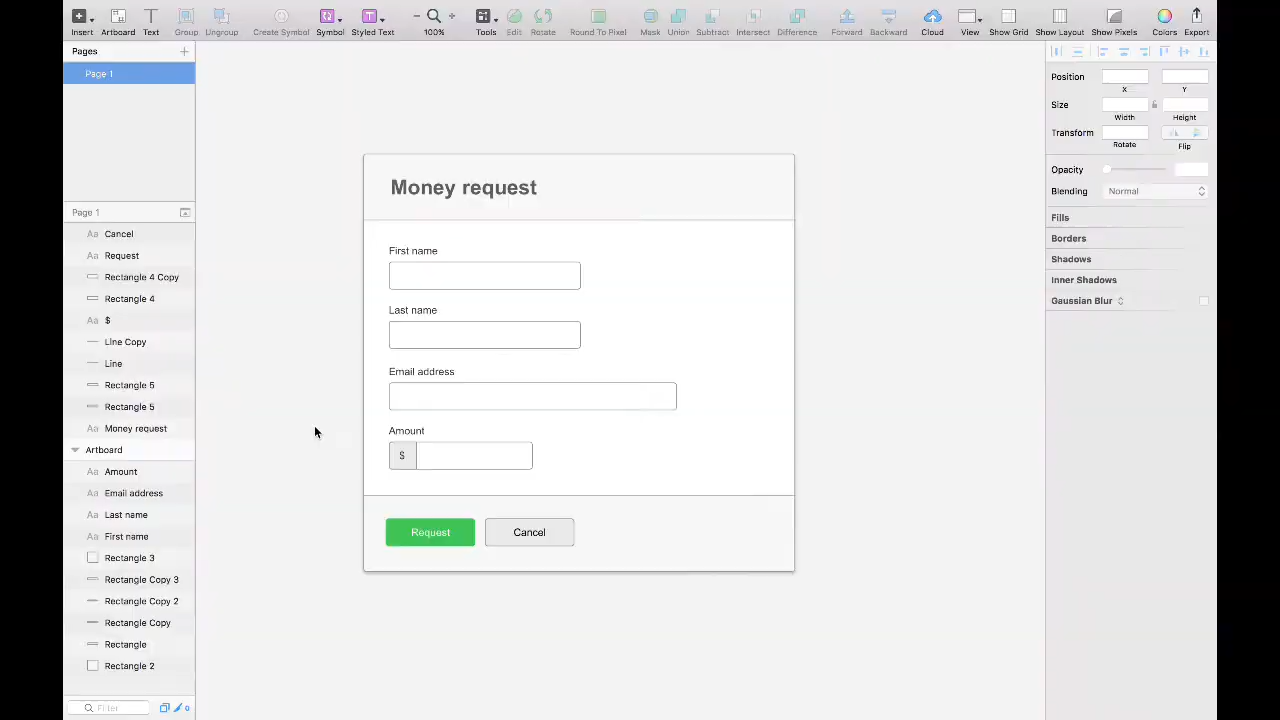 Insert Artboard Text Group Ungroup Create Symbol Symbol Styled Text 100% Tools Edit Rotate Round To Pixel Mask Union Subtract Intersect Difference Forward Backward Cloud View Show Grid Show Layout Show Pixels Colors Export
Pages
Page 1
Page 1
Cancel
Request
Rectangle 4 Copy
Rectangle 4
$
Line Copy
Line
Rectangle 5
Rectangle 5
Money request
Artboard
Amount
Email address
Last name
First name
Rectangle 3
Rectangle Copy 3
Rectangle Copy 2
Rectangle Copy
Rectangle
Rectangle 2
Filter 0
Money request
First name
Last name
Email address
Amount
$
Request Cancel
Position
X Y
Size
Width Height
Transform
Rotate Flip
Opacity
Blending Normal
Fills
Borders
Shadows
Inner Shadows
Gaussian Blur